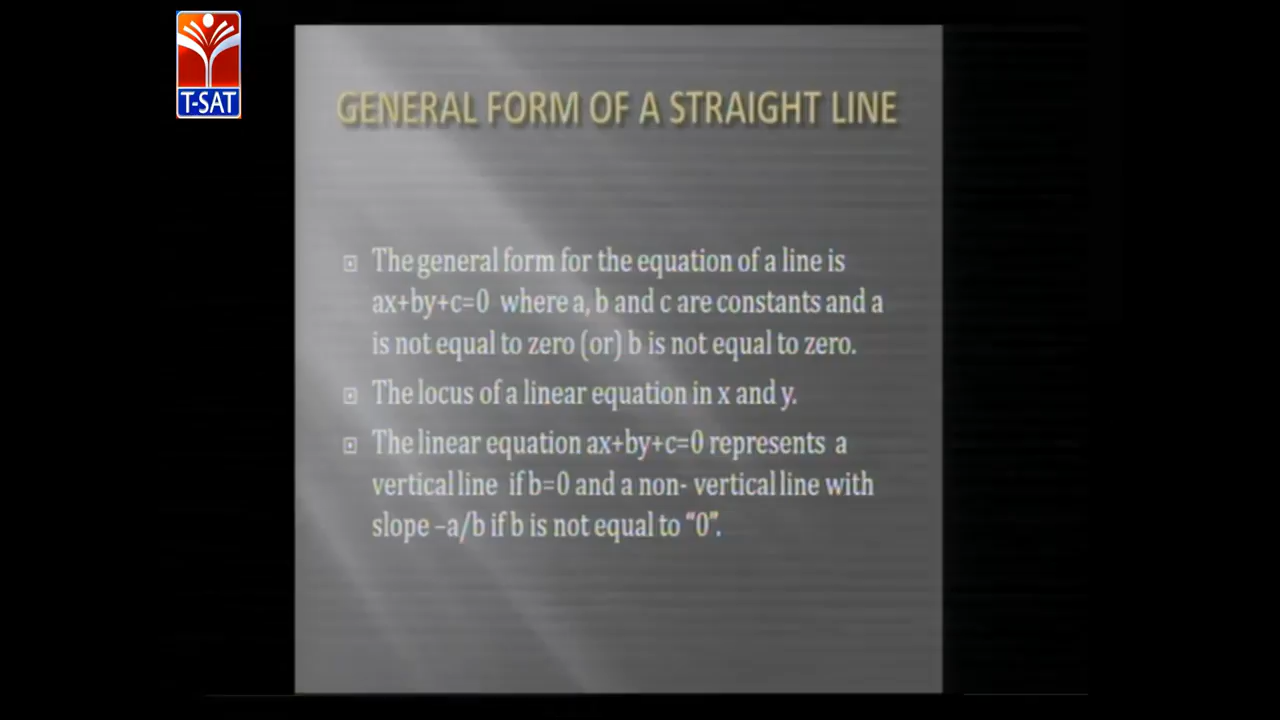 T-SAT
GENERAL FORM OF A STRAIGHT LINE
The general form for the equation of a line is
ax+by+c=0 where a, b and c are constants and a
is not equal to zero (or) b is not equal to zero.
The locus of a linear equation in x and y.
The linear equation ax+by+c=0 represents a
vertical line if b=0 and a non- vertical line with
slope –a/b if b is not equal to “0”.